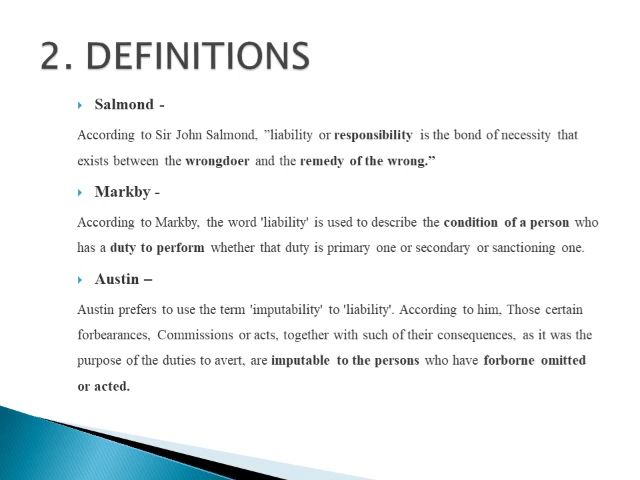 2. DEFINITIONS
Salmond -
According to Sir John Salmond, ”liability or responsibility is the bond of necessity that
exists between the wrongdoer and the remedy of the wrong.”
Markby -
According to Markby, the word 'liability' is used to describe the condition of a person who
has a duty to perform whether that duty is primary one or secondary or sanctioning one.
Austin –
Austin prefers to use the term 'imputability' to 'liability'. According to him, Those certain
forbearances, Commissions or acts, together with such of their consequences, as it was the
purpose of the duties to avert, are imputable to the persons who have forborne omitted
or acted.